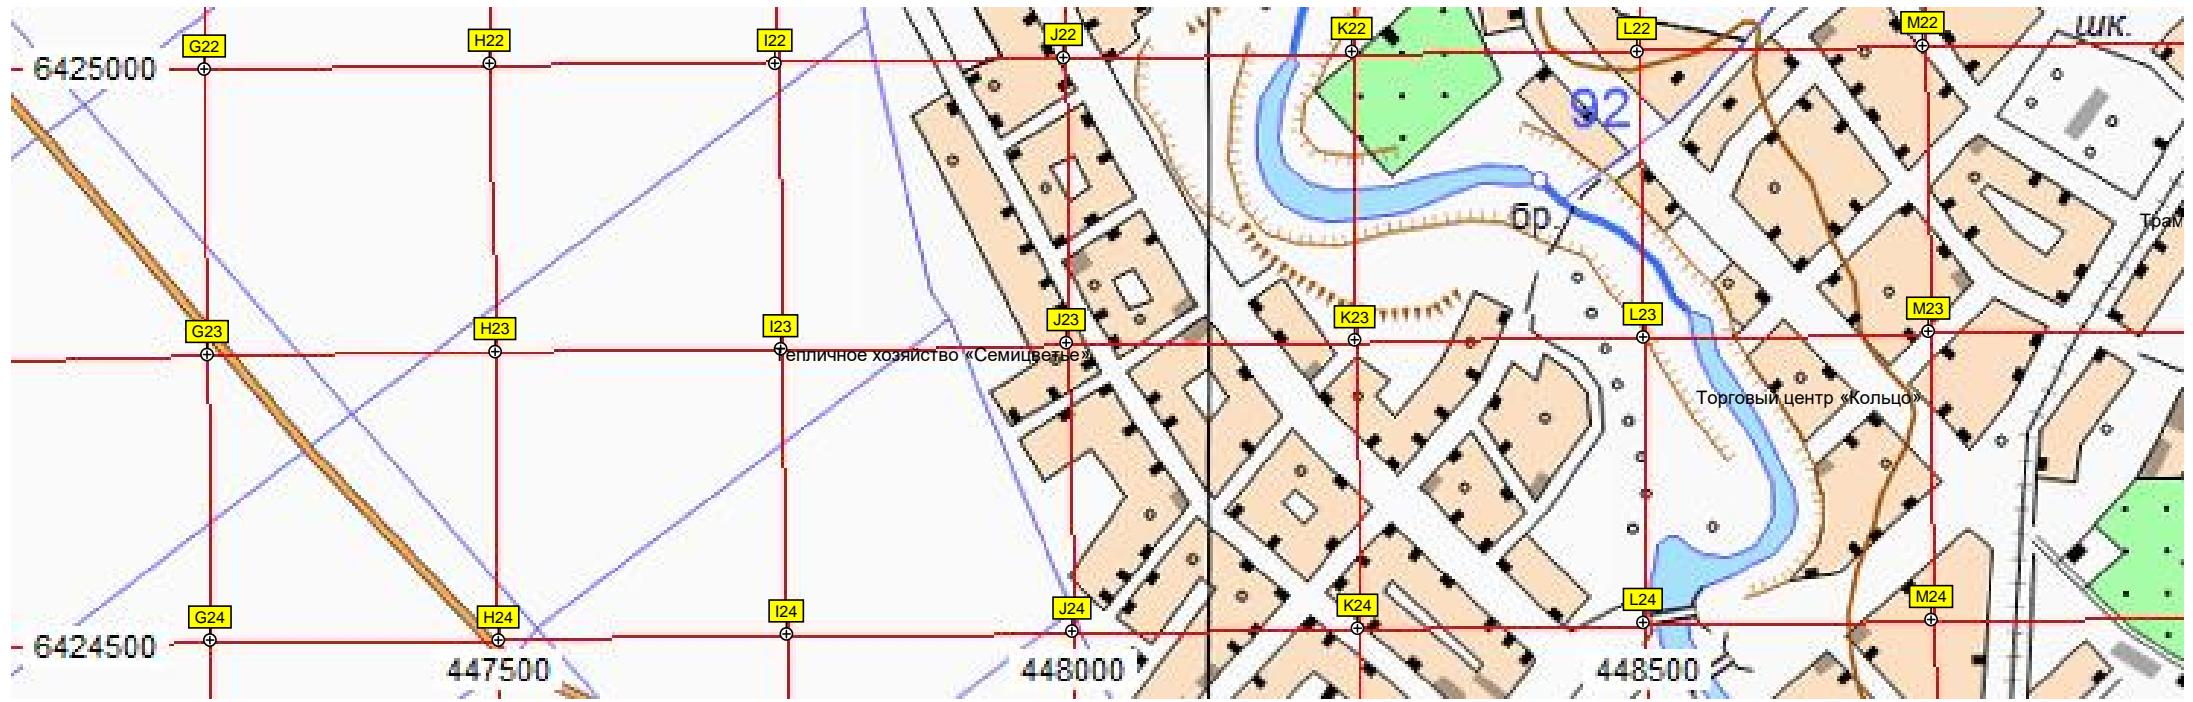 G22 H22 I22 J22 K22 L22 M22
шк.
6425000
92
бр.
Трам
G23 H23 I23 J23 K23 L23 M23
Тепличное хозяйство «Семицветье»
Торговый центр «Кольцо»
G24 H24 I24 J24 K24 L24 M24
6424500
447500 448000 448500